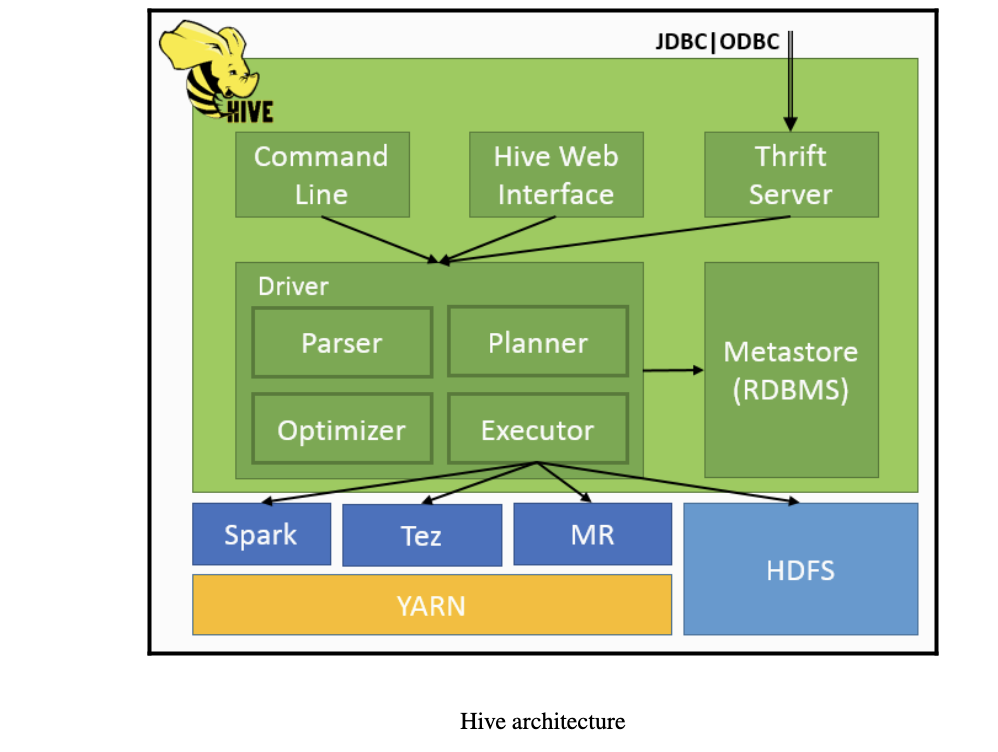 JDBC|ODBC
HIVE
Command
Line
Hive Web
Interface
Thrift
Server
Driver
Parser
Planner
Optimizer
Executor
Metastore
(RDBMS)
Spark
Tez
MR
HDFS
YARN
Hive architecture